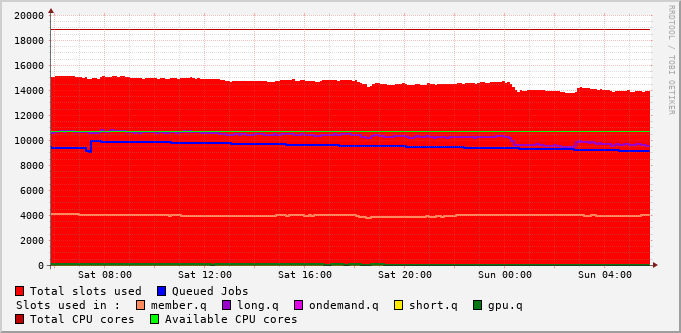 RRDTOOL / TOBI OETIKER
20000
18000
16000
14000
12000
10000
8000
6000
4000
2000
0
Sat 08:00 Sat 12:00 Sat 16:00 Sat 20:00 Sun 00:00 Sun 04:00
Total slots used Queued Jobs
Slots used in : member.q long.q ondemand.q short.q gpu.q
Total CPU cores Available CPU cores